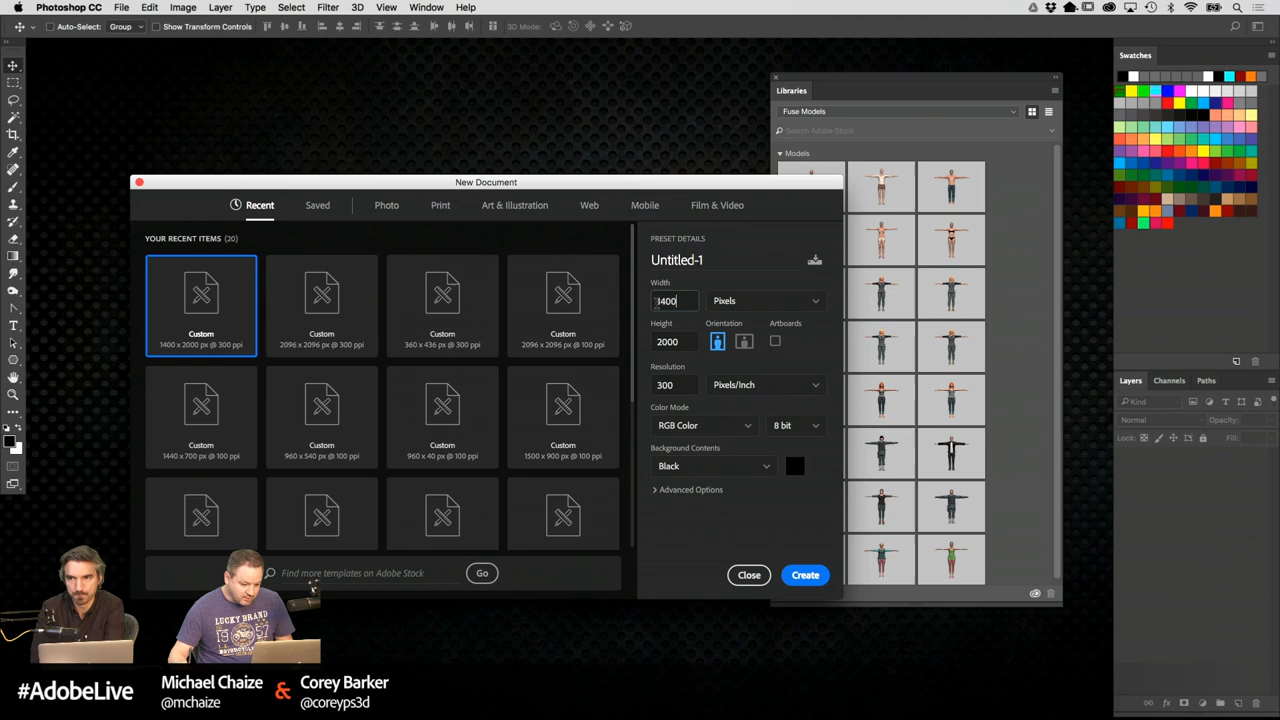 Photoshop CC File Edit Image Layer Type Select Filter 3D View Window Help
Auto-Select: Group Show Transform Controls 3D Mode:
Swatches
Libraries
Fuse Models
Search Adobe Stock
Models
New Document
Recent Saved Photo Print Art & Illustration Web Mobile Film & Video
YOUR RECENT ITEMS (20)
Custom
1400 x 2000 px @ 300 ppi
Custom
2096 x 2096 px @ 300 ppi
Custom
360 x 436 px @ 300 ppi
Custom
2096 x 2096 px @ 100 ppi
Custom
1440 x 700 px @ 100 ppi
Custom
960 x 540 px @ 100 ppi
Custom
960 x 40 px @ 100 ppi
Custom
1500 x 900 px @ 100 ppi
Find more templates on Adobe Stock Go
PRESET DETAILS
Untitled-1
Width
1400 Pixels
Height Orientation Artboards
2000
Resolution
300 Pixels/Inch
Color Mode
RGB Color 8 bit
Background Contents
Black
Advanced Options
Close Create
Layers Channels Paths
Kind
Normal Opacity:
Lock: Fill:
LUCKY BRAND
#AdobeLive
Michael Chaize
@mchaize
&
Corey Barker
@coreyps3d